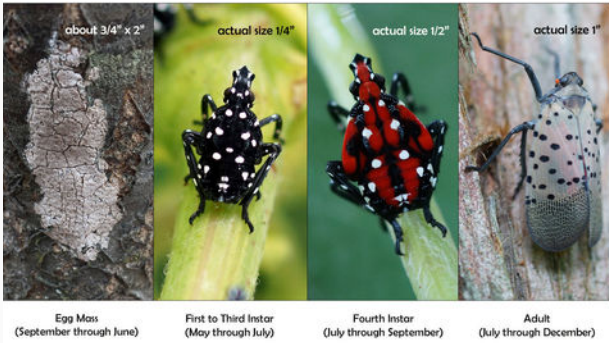 about 3/4" x 2"
actual size 1/4"
actual size 1/2"
actual size 1"
Egg Mass
(September through June)
First to Third Instar
(May through July)
Fourth Instar
(July through September)
Adult
(July through December)